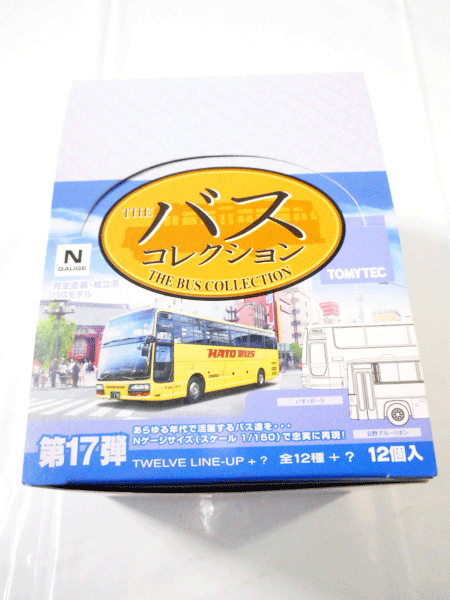 THE
バス
コレクション
THE BUS COLLECTION
N
GAUGE
TOMYTEC
完全塗装・組立済
バスモデル
HATO BUS
いすゞガーラ
日野ブルーリボン
あらゆる年代で活躍するバス達を・・・
Nゲージサイズ(スケール 1/150)で忠実に再現!
第17弾
TWELVE LINE-UP + ? 全12種 + ? 12個入